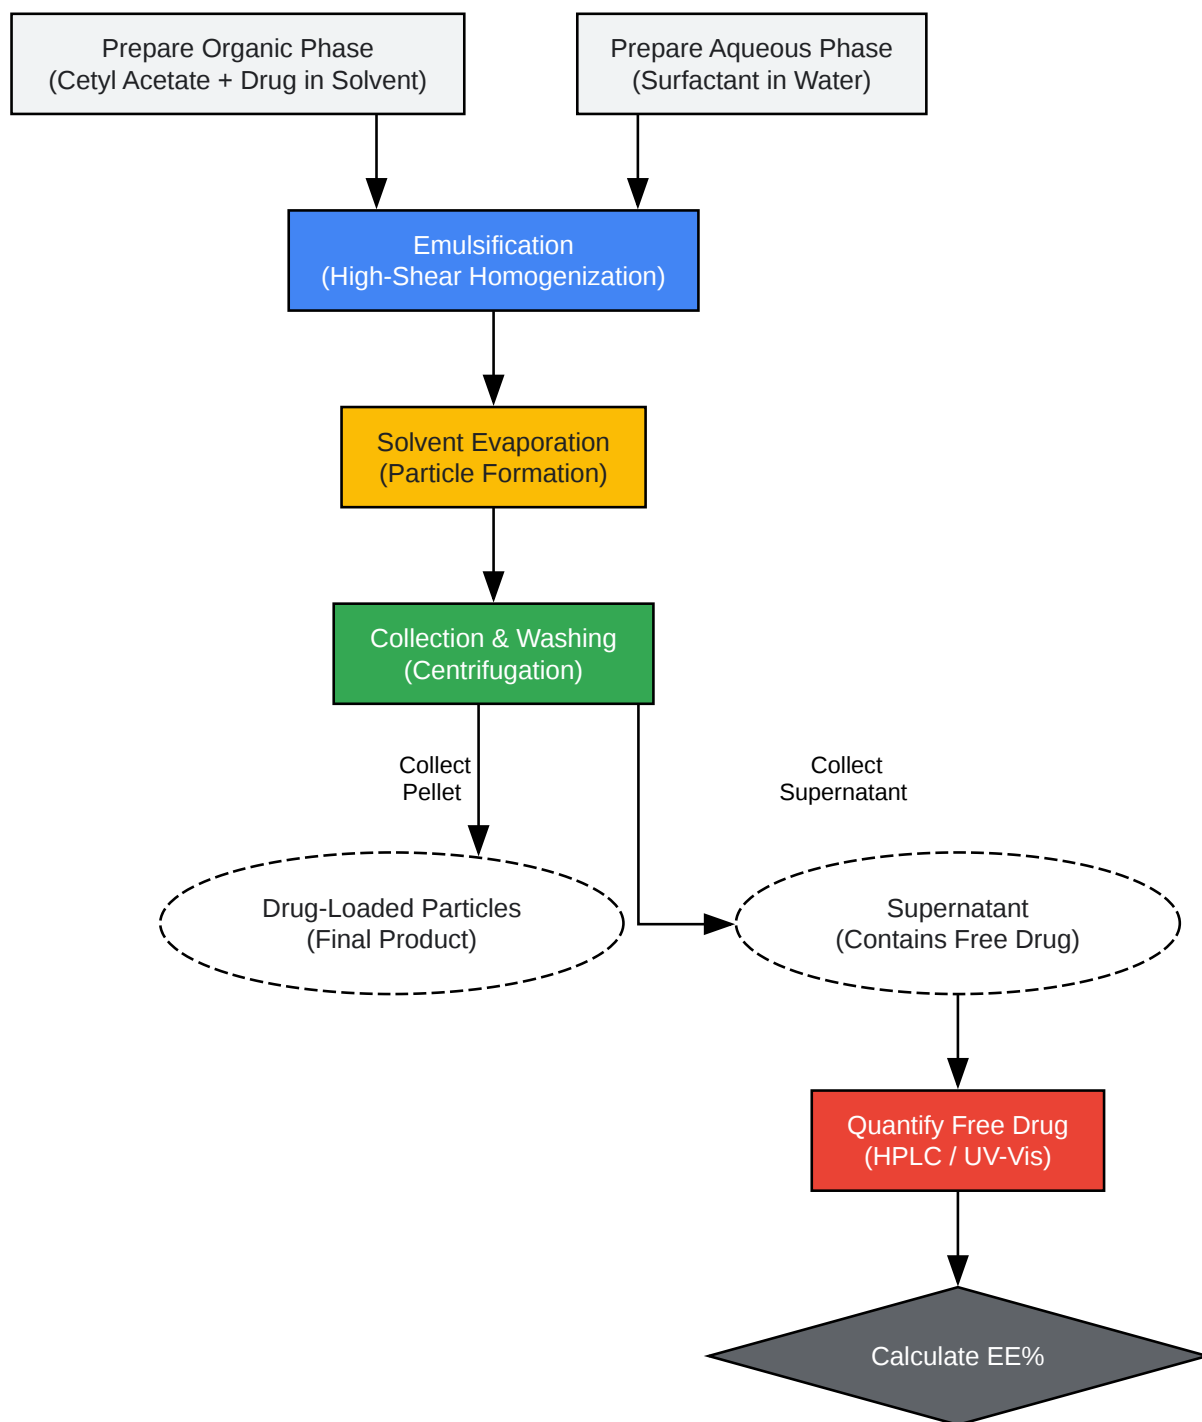 Prepare Organic Phase
(Cetyl Acetate + Drug in Solvent)
Prepare Aqueous Phase
(Surfactant in Water)
Emulsification
(High-Shear Homogenization)
Solvent Evaporation
(Particle Formation)
Collection & Washing
(Centrifugation)
Collect
Pellet
Collect
Supernatant
Drug-Loaded Particles
(Final Product)
Supernatant
(Contains Free Drug)
Quantify Free Drug
(HPLC / UV-Vis)
Calculate EE%